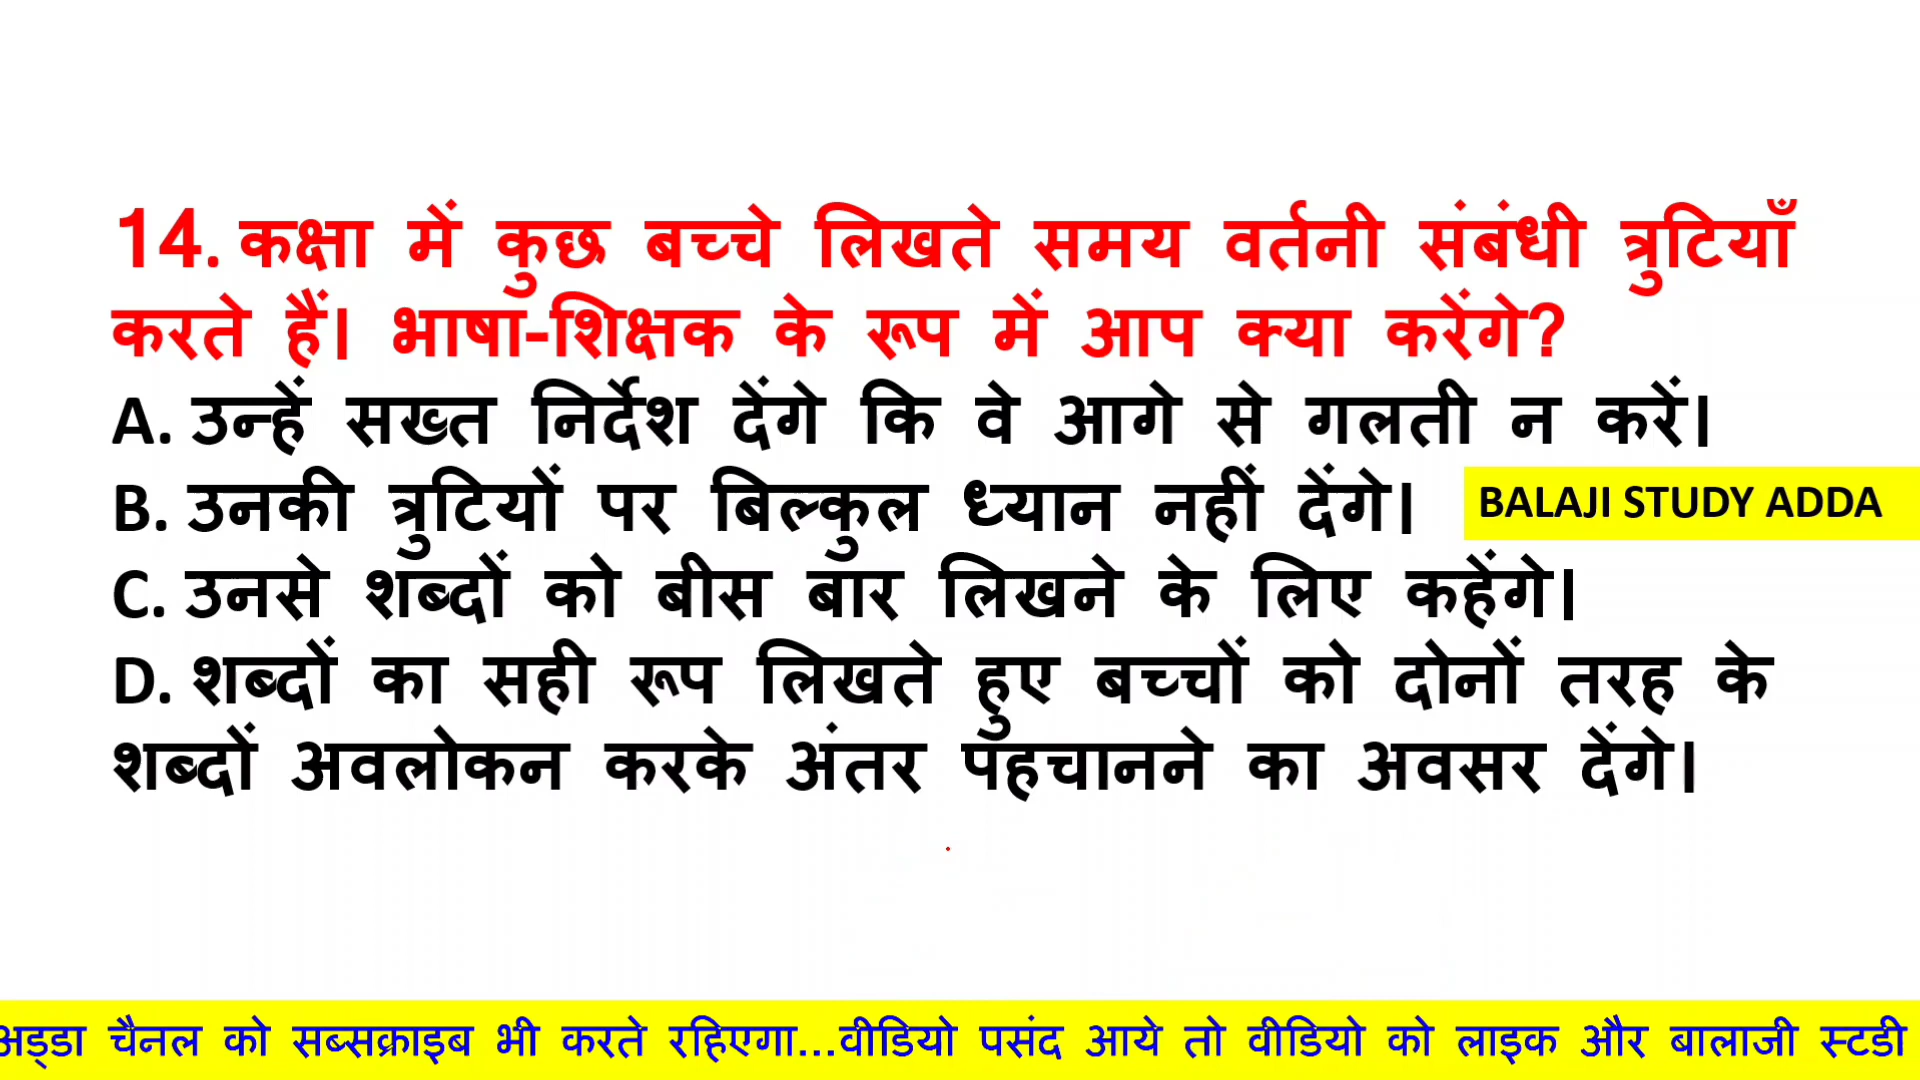 14. कक्षा में कुछ बच्चे लिखते समय वर्तनी संबंधी त्रुटियाँ
करते हैं। भाषा-शिक्षक के रूप में आप क्या करेंगे?
A. उन्हें सख्त निर्देश देंगे कि वे आगे से गलती न करें।
B. उनकी त्रुटियों पर बिल्कुल ध्यान नहीं देंगे।
BALAJI STUDY ADDA
C. उनसे शब्दों को बीस बार लिखने के लिए कहेंगे।
D. शब्दों का सही रूप लिखते हुए बच्चों को दोनों तरह के
शब्दों अवलोकन करके अंतर पहचानने का अवसर देंगे।
अड्डा चैनल को सब्सक्राइब भी करते रहिएगा...वीडियो पसंद आये तो वीडियो को लाइक और बालाजी स्टडी